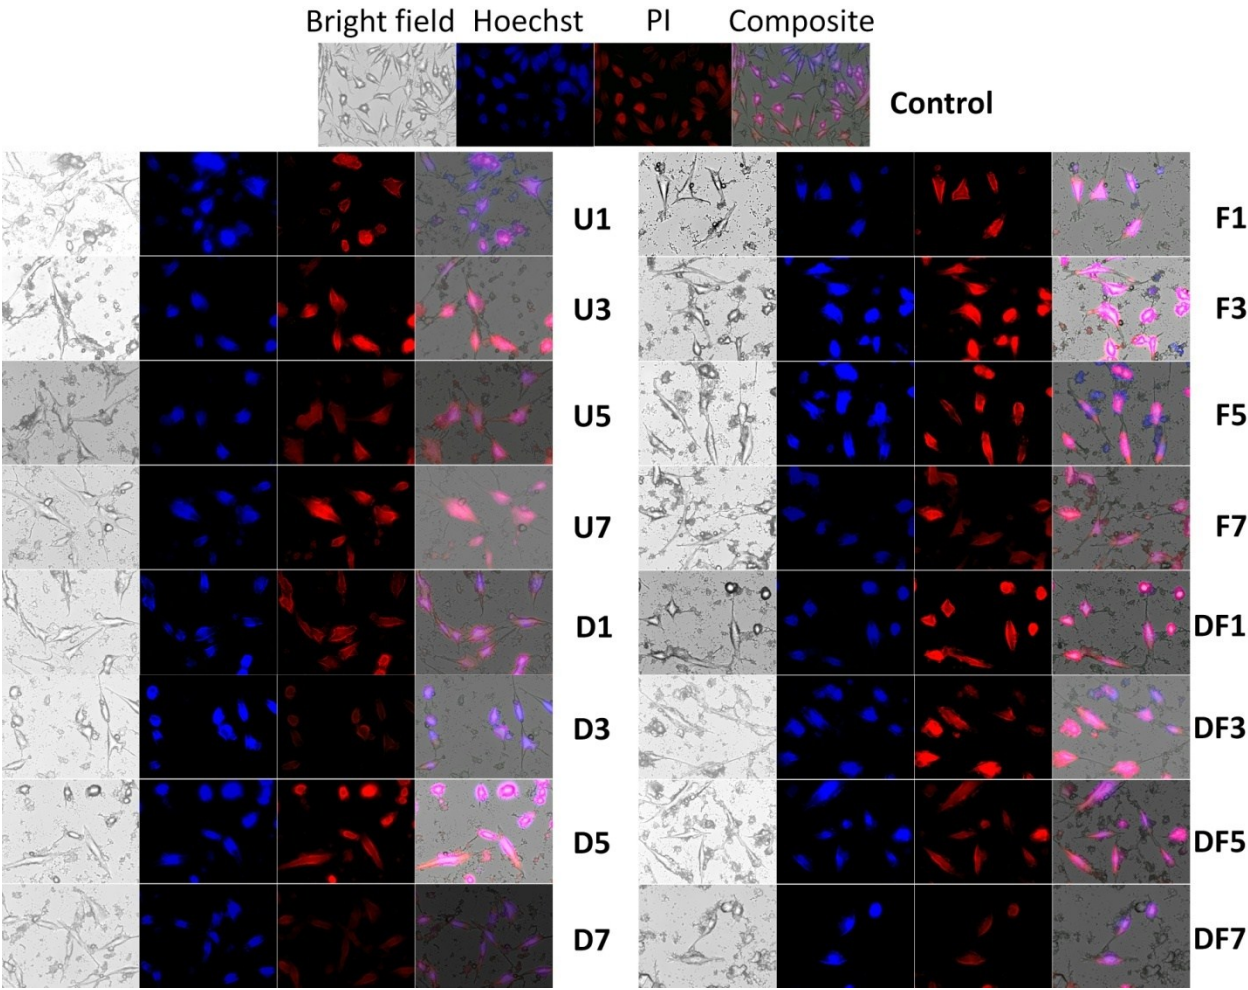 Bright field Hoechst PI Composite
Control
U1 F1
U3 F3
U5 F5
U7 F7
D1 DF1
D3 DF3
D5 DF5
D7 DF7